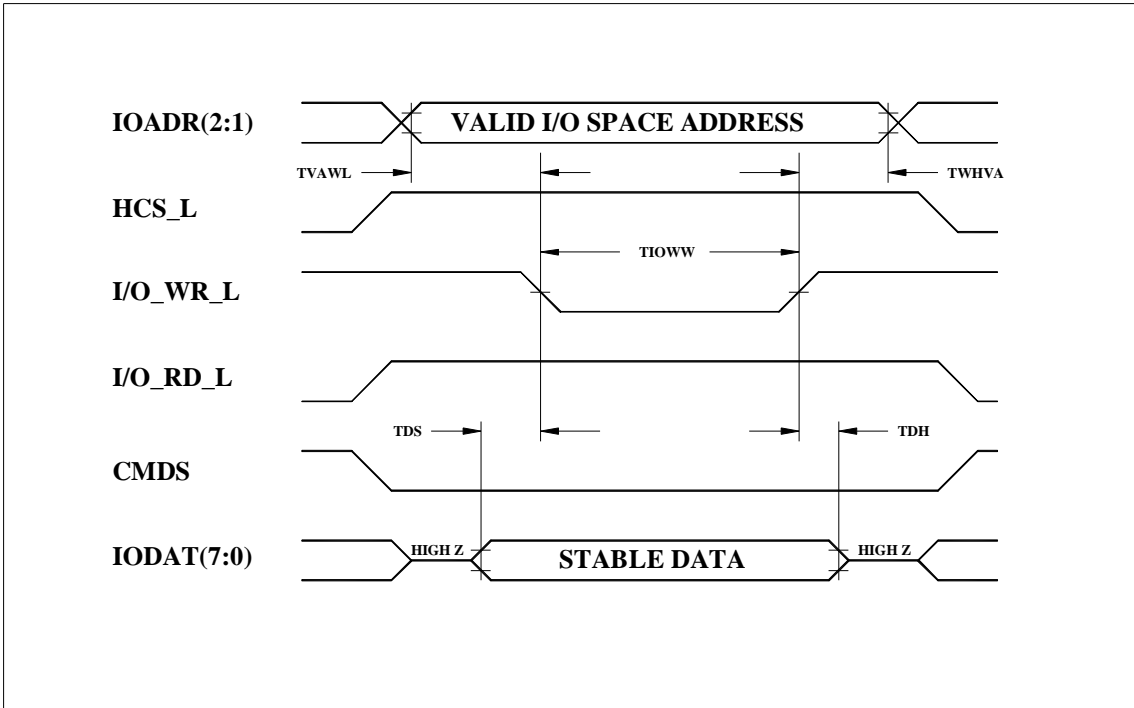 IOADR(2:1)
VALID I/O SPACE ADDRESS
TVAWL
TWHVA
HCS_L
TIOWW
I/O_WR_L
I/O_RD_L
TDS
TDH
CMDS
IODAT(7:0)
HIGH Z
STABLE DATA
HIGH Z